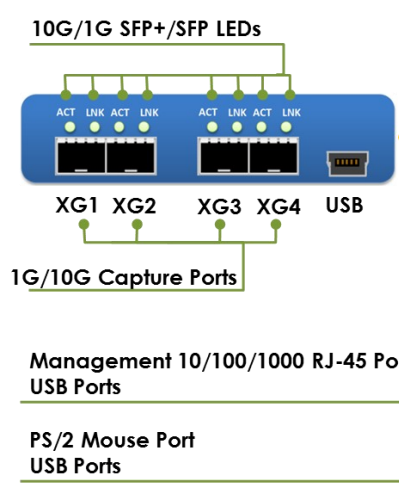 10G/1G SFP+/SFP LEDs
ACT LNK ACT LNK ACT LNK ACT LNK
XG1 XG2 XG3 XG4 USB
1G/10G Capture Ports
Management 10/100/1000 RJ-45 Po
USB Ports
PS/2 Mouse Port
USB Ports